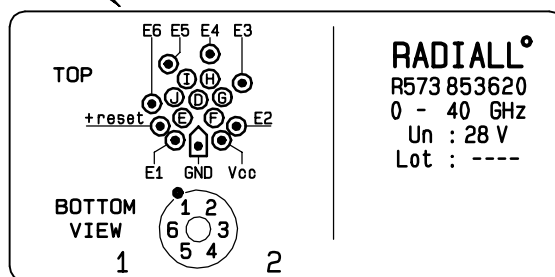 E6 E5 E4 E3
TOP
I H
J D G
E F
+reset E2
E1 GND Vcc
BOTTOM
VIEW
1 2
6 3
5 4
1 2
RADIALL°
R573 853620
0 - 40 GHz
Un : 28 V
Lot : ----